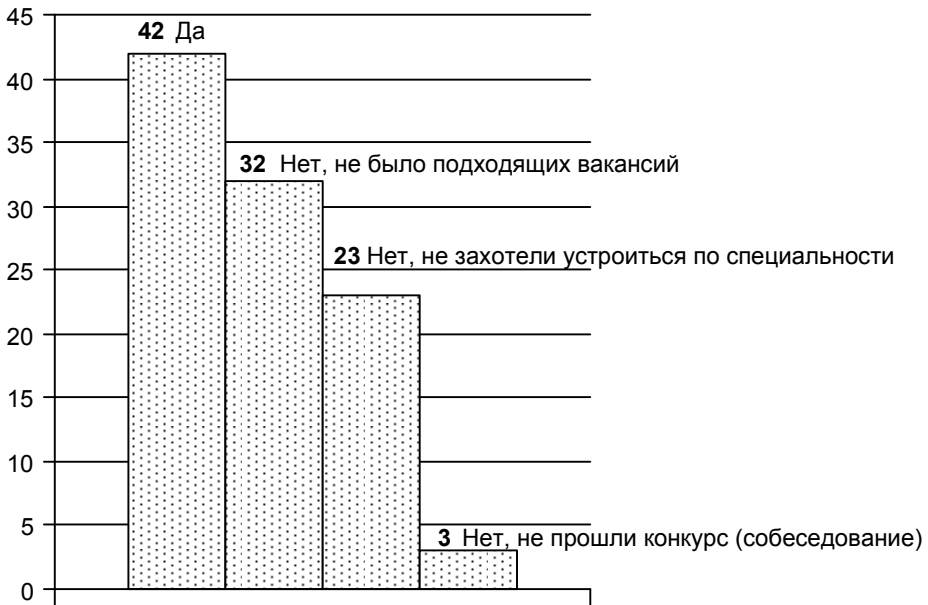 45
42 Да
40
35
32 Нет, не было подходящих вакансий
30
23 Нет, не захотели устроиться по специальности
25
20
15
10
5
3 Нет, не прошли конкурс (собеседование)
0